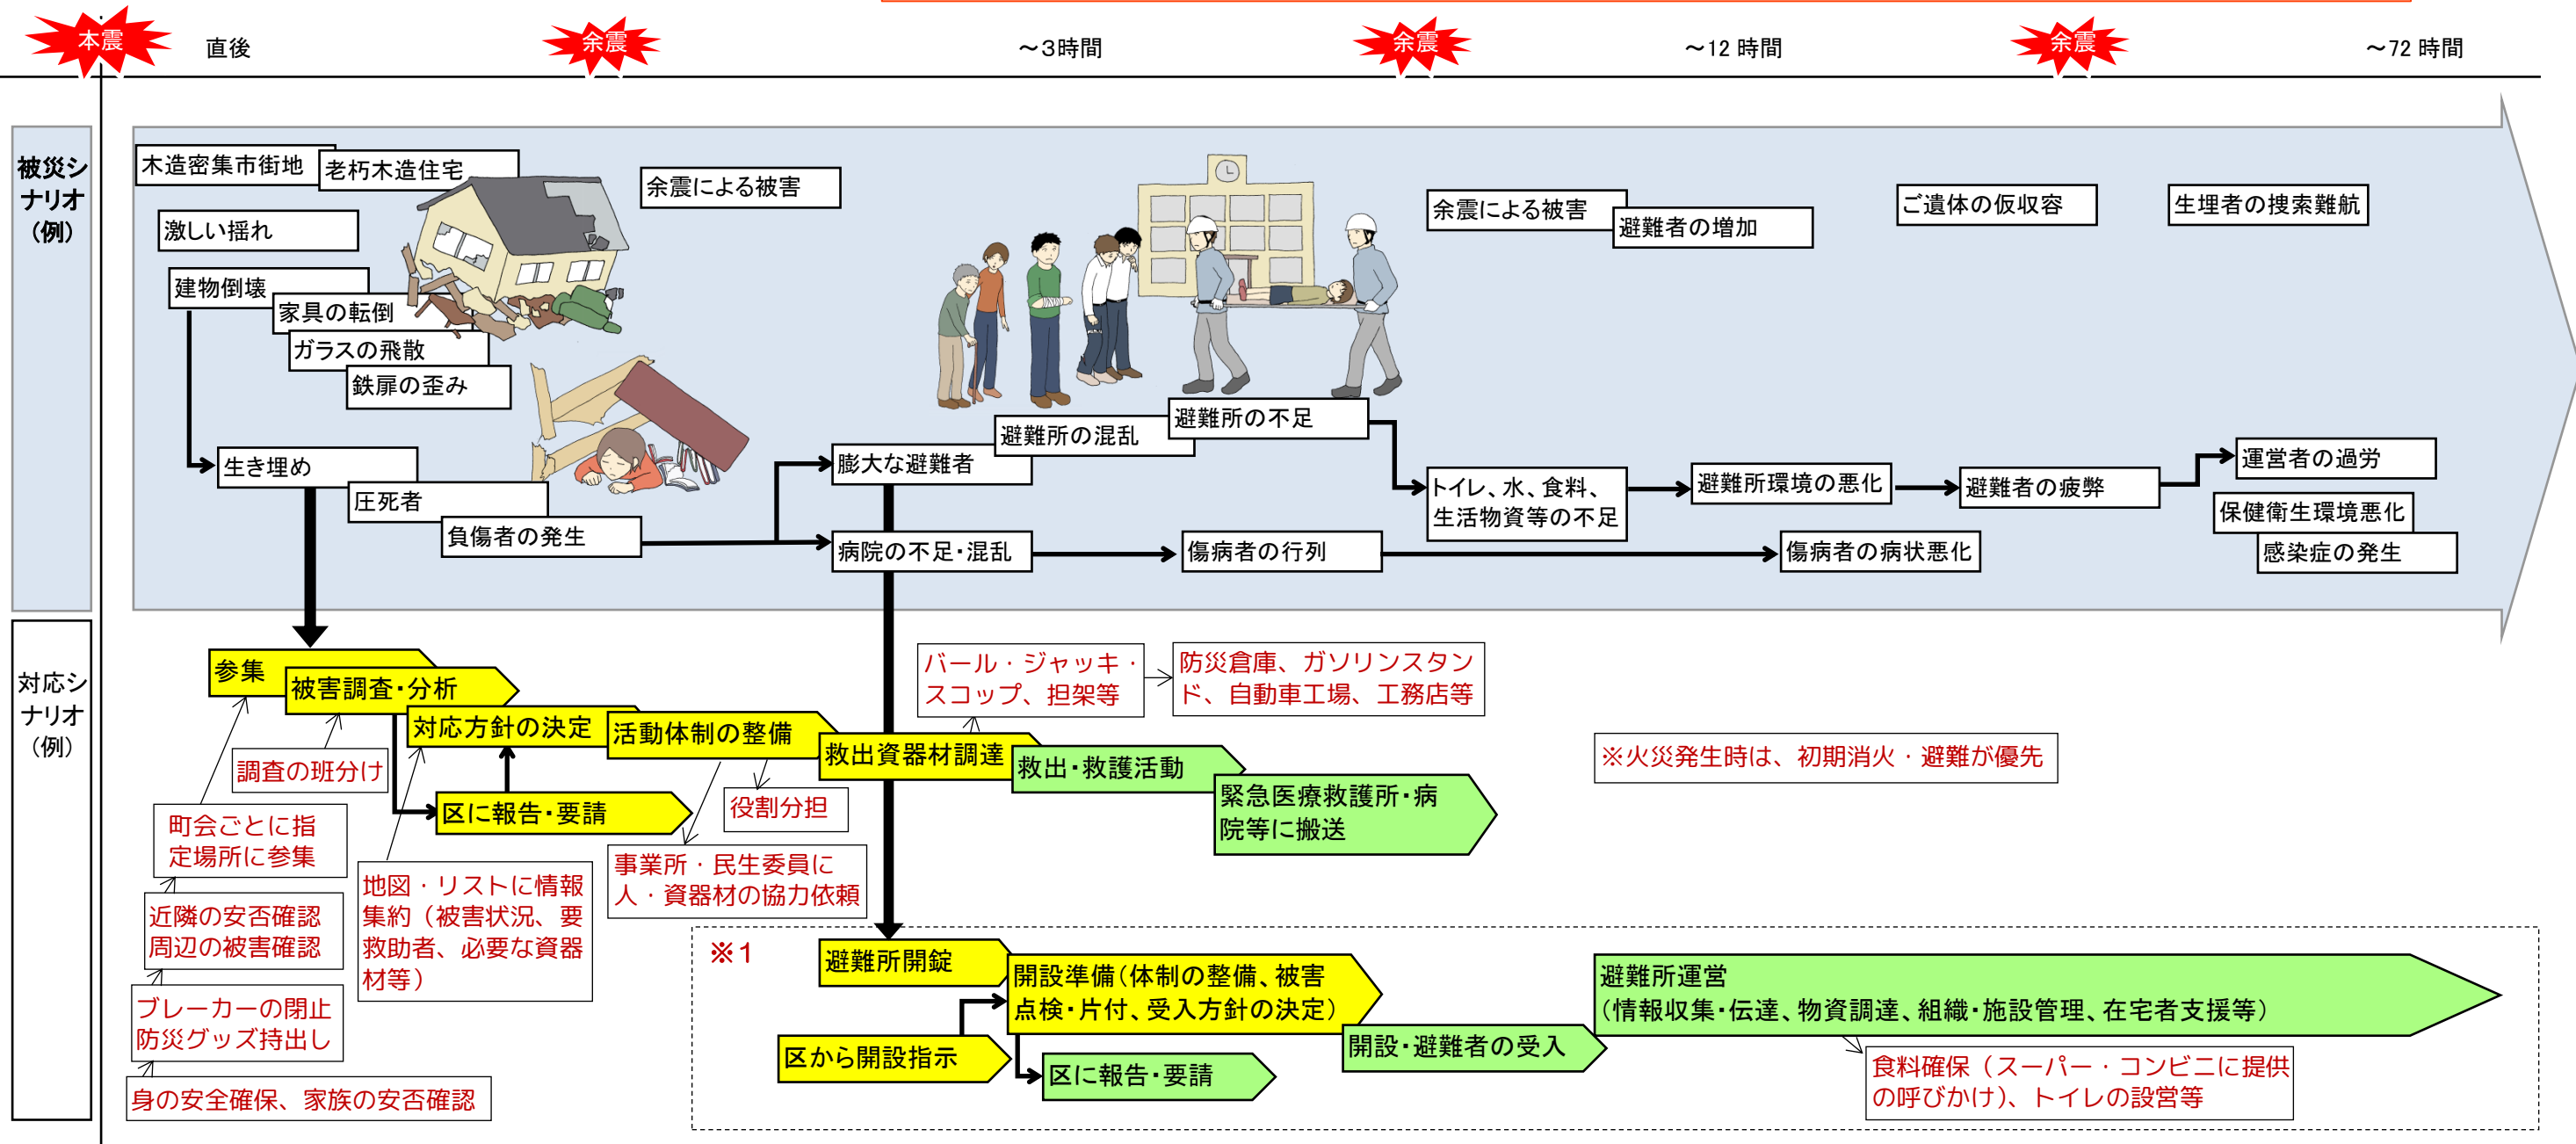 本震
直後
余震
～3時間
余震
～12 時間
余震
～72 時間
被災シ
ナリオ
（例）
木造密集市街地
老朽木造住宅
余震による被害
激しい揺れ
建物倒壊
家具の転倒
ガラスの飛散
鉄扉の歪み
余震による被害
避難者の増加
ご遺体の仮収容
生埋者の捜索難航
生き埋め
圧死者
負傷者の発生
膨大な避難者
避難所の混乱
避難所の不足
病院の不足・混乱
傷病者の行列
トイレ、水、食料、
生活物資等の不足
避難所環境の悪化
避難者の疲弊
運営者の過労
傷病者の病状悪化
保健衛生環境悪化
感染症の発生
対応シ
ナリオ
（例）
参集
被害調査・分析
対応方針の決定
活動体制の整備
救出資器材調達
救出・救護活動
緊急医療救護所・病
院等に搬送
バール・ジャッキ・
スコップ、担架等
防災倉庫、ガソリンスタン
ド、自動車工場、工務店等
※火災発生時は、初期消火・避難が優先
調査の班分け
区に報告・要請
役割分担
町会ごとに指
定場所に参集
事業所・民生委員に
人・資器材の協力依頼
地図・リストに情報
集約（被害状況、要
救助者、必要な資器
材等）
近隣の安否確認
周辺の被害確認
ブレーカーの閉止
防災グッズ持出し
身の安全確保、家族の安否確認
※1
避難所開錠
開設準備（体制の整備、被害
点検・片付、受入方針の決定）
区から開設指示
区に報告・要請
開設・避難者の受入
避難所運営
（情報収集・伝達、物資調達、組織・施設管理、在宅者支援等）
食料確保（スーパー・コンビニに提供
の呼びかけ）、トイレの設営等